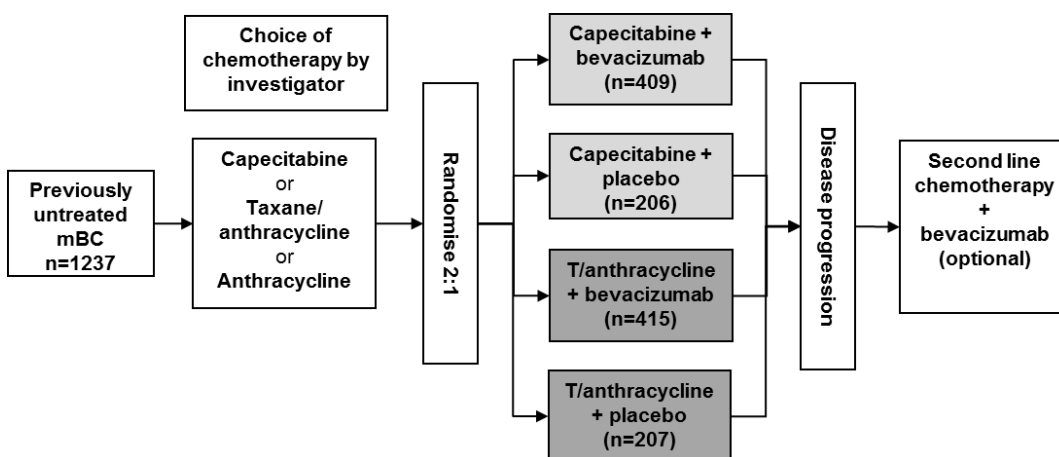 Choice of
chemotherapy by
investigator
Previously
untreated
mBC
n=1237
Capecitabine
or
Taxane/
anthracycline
or
Anthracycline
Randomise 2:1
Capecitabine +
bevacizumab
(n=409)
Capecitabine +
placebo
(n=206)
T/anthracycline
+ bevacizumab
(n=415)
T/anthracycline
+ placebo
(n=207)
Disease progression
Second line
chemotherapy
+
bevacizumab
(optional)